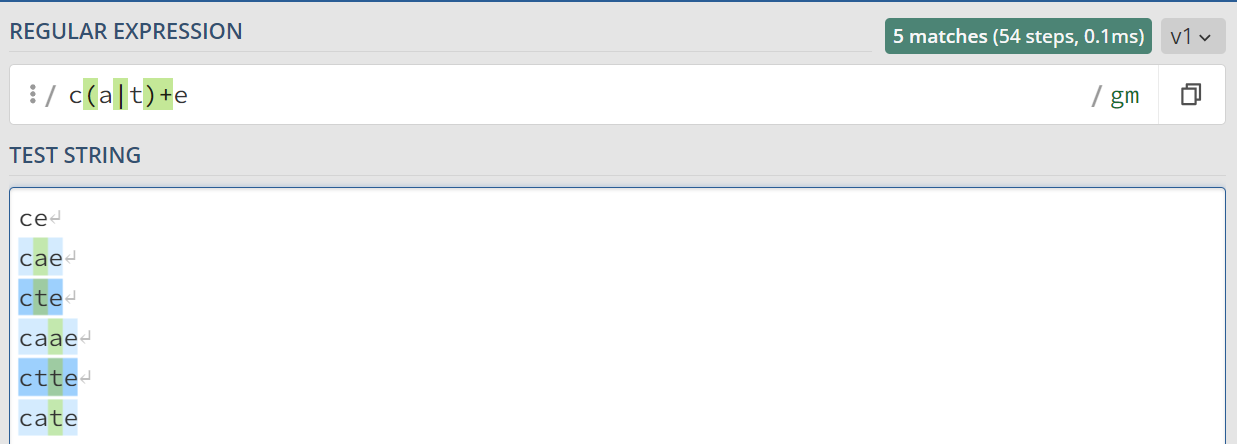 REGULAR EXPRESSION
5 matches (54 steps, 0.1ms)
v1
/ c(a|t)+e
/ gm
TEST STRING
ce↵
cae↵
cte↵
caae↵
ctte↵
cate